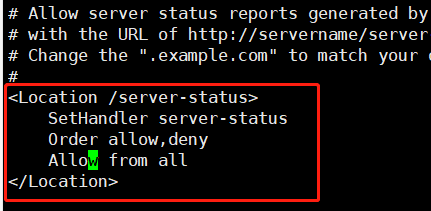 # Allow server status reports generated by
# with the URL of http://servername/server
# Change the ".example.com" to match your
#
<Location /server-status>
    SetHandler server-status
    Order allow,deny
    Allow from all
</Location>